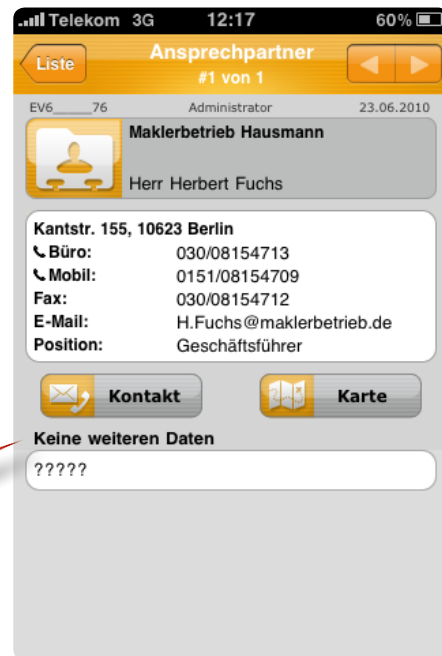 Telekom 3G 12:17 60%
Liste
Ansprechpartner
#1 von 1
EV6_____76 Administrator 23.06.2010
Maklerbetrieb Hausmann
Herr Herbert Fuchs
Kantstr. 155, 10623 Berlin
Büro: 030/08154713
Mobil: 0151/08154709
Fax: 030/08154712
E-Mail: H.Fuchs@maklerbetrieb.de
Position: Geschäftsführer
Kontakt Karte
Keine weiteren Daten
?????